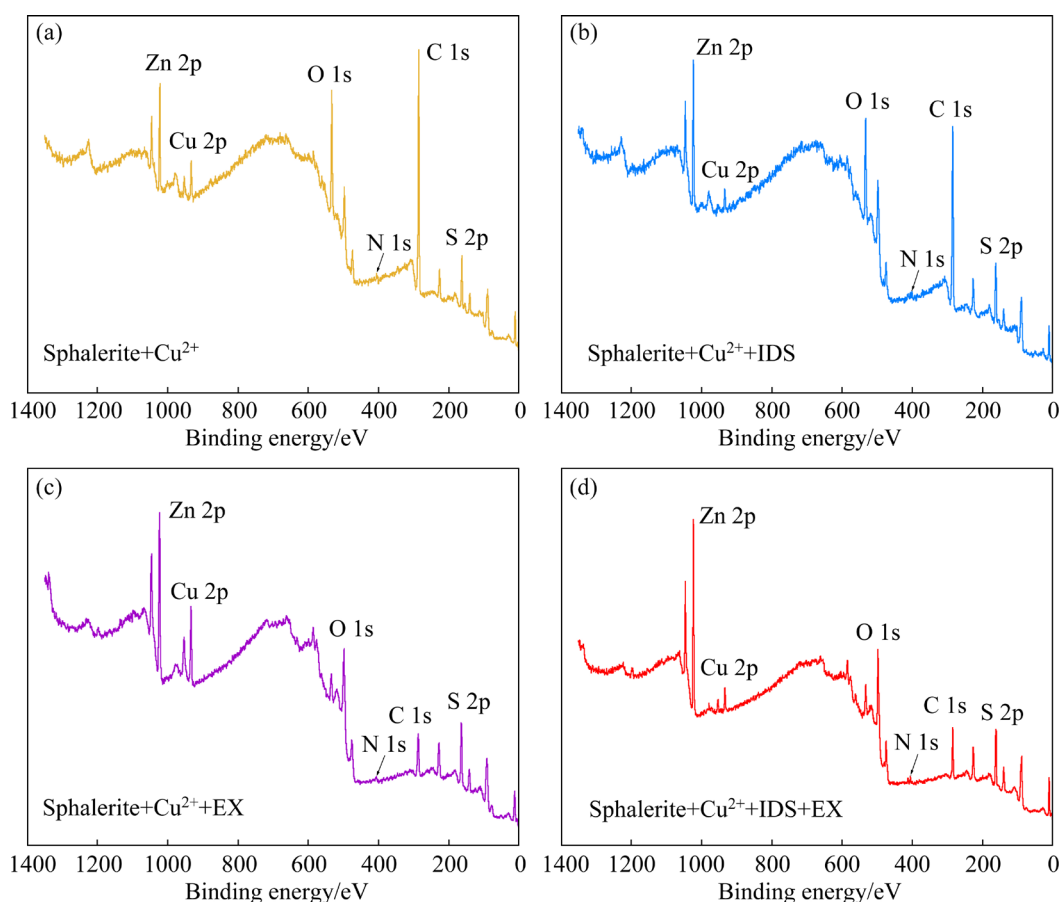 (a)
C 1s
Zn 2p
O 1s
Cu 2p
N 1s
S 2p
Sphalerite+Cu²⁺
1400 1200 1000 800 600 400 200 0
Binding energy/eV
(b)
Zn 2p
O 1s
C 1s
Cu 2p
N 1s
S 2p
Sphalerite+Cu²⁺+IDS
1400 1200 1000 800 600 400 200 0
Binding energy/eV
(c)
Zn 2p
Cu 2p
O 1s
C 1s
S 2p
N 1s
Sphalerite+Cu²⁺+EX
1400 1200 1000 800 600 400 200 0
Binding energy/eV
(d)
Zn 2p
O 1s
Cu 2p
C 1s
S 2p
N 1s
Sphalerite+Cu²⁺+IDS+EX
1400 1200 1000 800 600 400 200 0
Binding energy/eV